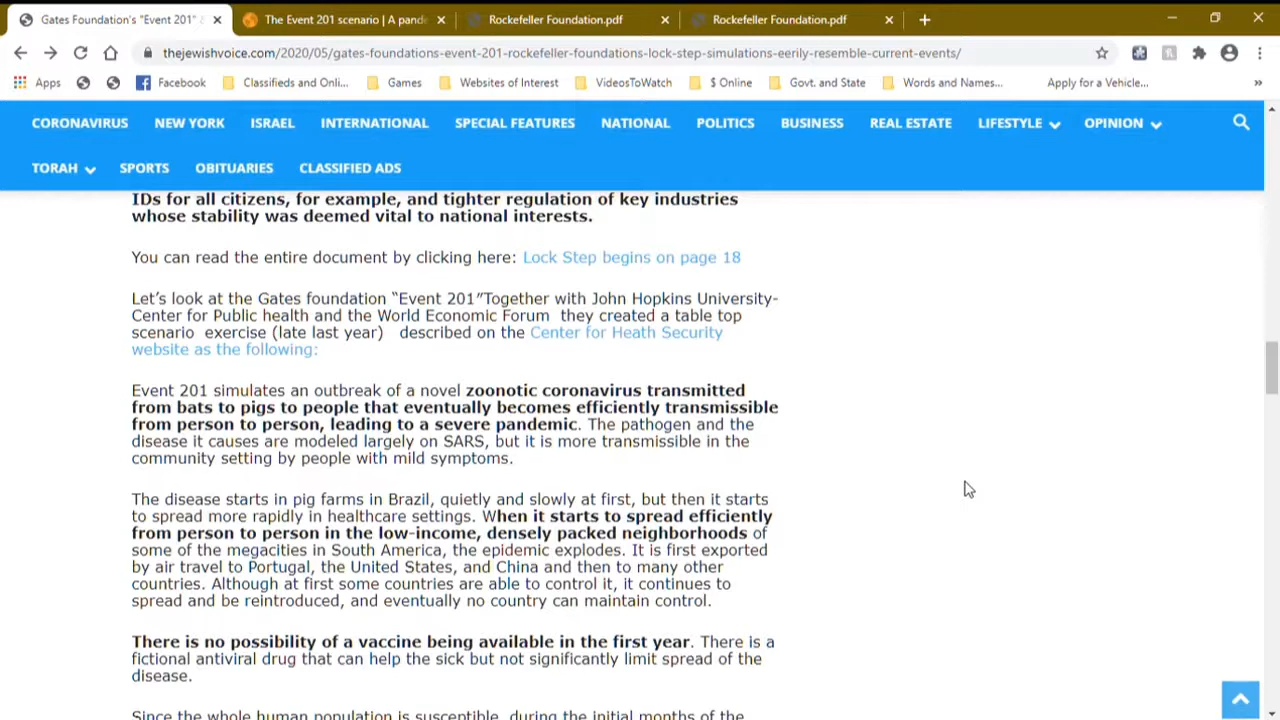 Gates Foundation's "Event 201" &
The Event 201 scenario | A pande
Rockefeller Foundation.pdf
Rockefeller Foundation.pdf
thejewishvoice.com/2020/05/gates-foundations-event-201-rockefeller-foundations-lock-step-simulations-eerily-resemble-current-events/
Apps Facebook Classifieds and Onli... Games Websites of Interest VideosToWatch $ Online Govt. and State Words and Names... Apply for a Vehicle... »
CORONAVIRUS NEW YORK ISRAEL INTERNATIONAL SPECIAL FEATURES NATIONAL POLITICS BUSINESS REAL ESTATE LIFESTYLE OPINION
TORAH SPORTS OBITUARIES CLASSIFIED ADS
IDs for all citizens, for example, and tighter regulation of key industries
whose stability was deemed vital to national interests.
You can read the entire document by clicking here: Lock Step begins on page 18
Let's look at the Gates foundation "Event 201"Together with John Hopkins University-
Center for Public health and the World Economic Forum they created a table top
scenario exercise (late last year) described on the Center for Heath Security
website as the following:
Event 201 simulates an outbreak of a novel zoonotic coronavirus transmitted
from bats to pigs to people that eventually becomes efficiently transmissible
from person to person, leading to a severe pandemic. The pathogen and the
disease it causes are modeled largely on SARS, but it is more transmissible in the
community setting by people with mild symptoms.
The disease starts in pig farms in Brazil, quietly and slowly at first, but then it starts
to spread more rapidly in healthcare settings. When it starts to spread efficiently
from person to person in the low-income, densely packed neighborhoods of
some of the megacities in South America, the epidemic explodes. It is first exported
by air travel to Portugal, the United States, and China and then to many other
countries. Although at first some countries are able to control it, it continues to
spread and be reintroduced, and eventually no country can maintain control.
There is no possibility of a vaccine being available in the first year. There is a
fictional antiviral drug that can help the sick but not significantly limit spread of the
disease.
Since the whole human population is susceptible, during the initial months of the